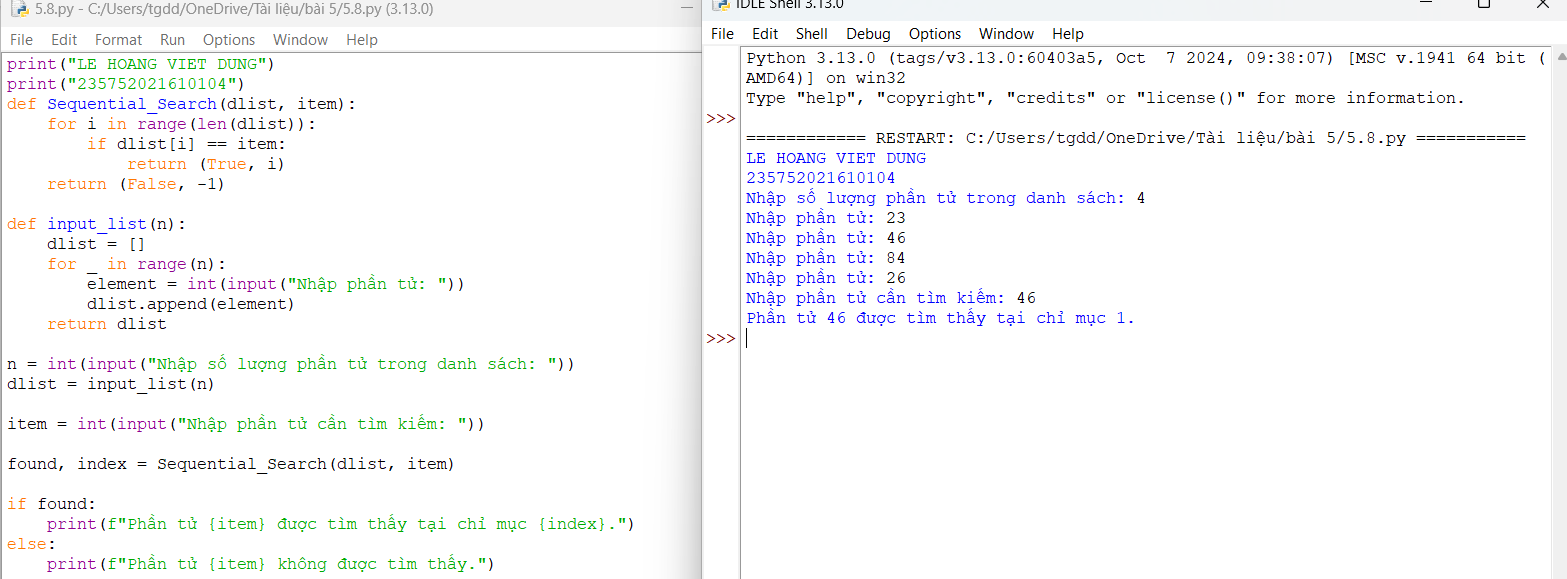 5.8.py - C:/Users/tgdd/OneDrive/Tài liệu/bài 5/5.8.py (3.13.0)
File Edit Format Run Options Window Help
print("LE HOANG VIET DUNG")
print("235752021610104")
def Sequential_Search(dlist, item):
    for i in range(len(dlist)):
        if dlist[i] == item:
            return (True, i)
    return (False, -1)
def input_list(n):
    dlist = []
    for _ in range(n):
        element = int(input("Nhập phần tử: "))
        dlist.append(element)
    return dlist
n = int(input("Nhập số lượng phần tử trong danh sách: "))
dlist = input_list(n)
item = int(input("Nhập phần tử cần tìm kiếm: "))
found, index = Sequential_Search(dlist, item)
if found:
    print(f"Phần tử {item} được tìm thấy tại chỉ mục {index}.")
else:
    print(f"Phần tử {item} không được tìm thấy.")
IDLE Shell 3.13.0
File Edit Shell Debug Options Window Help
Python 3.13.0 (tags/v3.13.0:60403a5, Oct  7 2024, 09:38:07) [MSC v.1941 64 bit (
AMD64)] on win32
Type "help", "copyright", "credits" or "license()" for more information.
>>>
============ RESTART: C:/Users/tgdd/OneDrive/Tài liệu/bài 5/5.8.py ===========
LE HOANG VIET DUNG
235752021610104
Nhập số lượng phần tử trong danh sách: 4
Nhập phần tử: 23
Nhập phần tử: 46
Nhập phần tử: 84
Nhập phần tử: 26
Nhập phần tử cần tìm kiếm: 46
Phần tử 46 được tìm thấy tại chỉ mục 1.
>>>